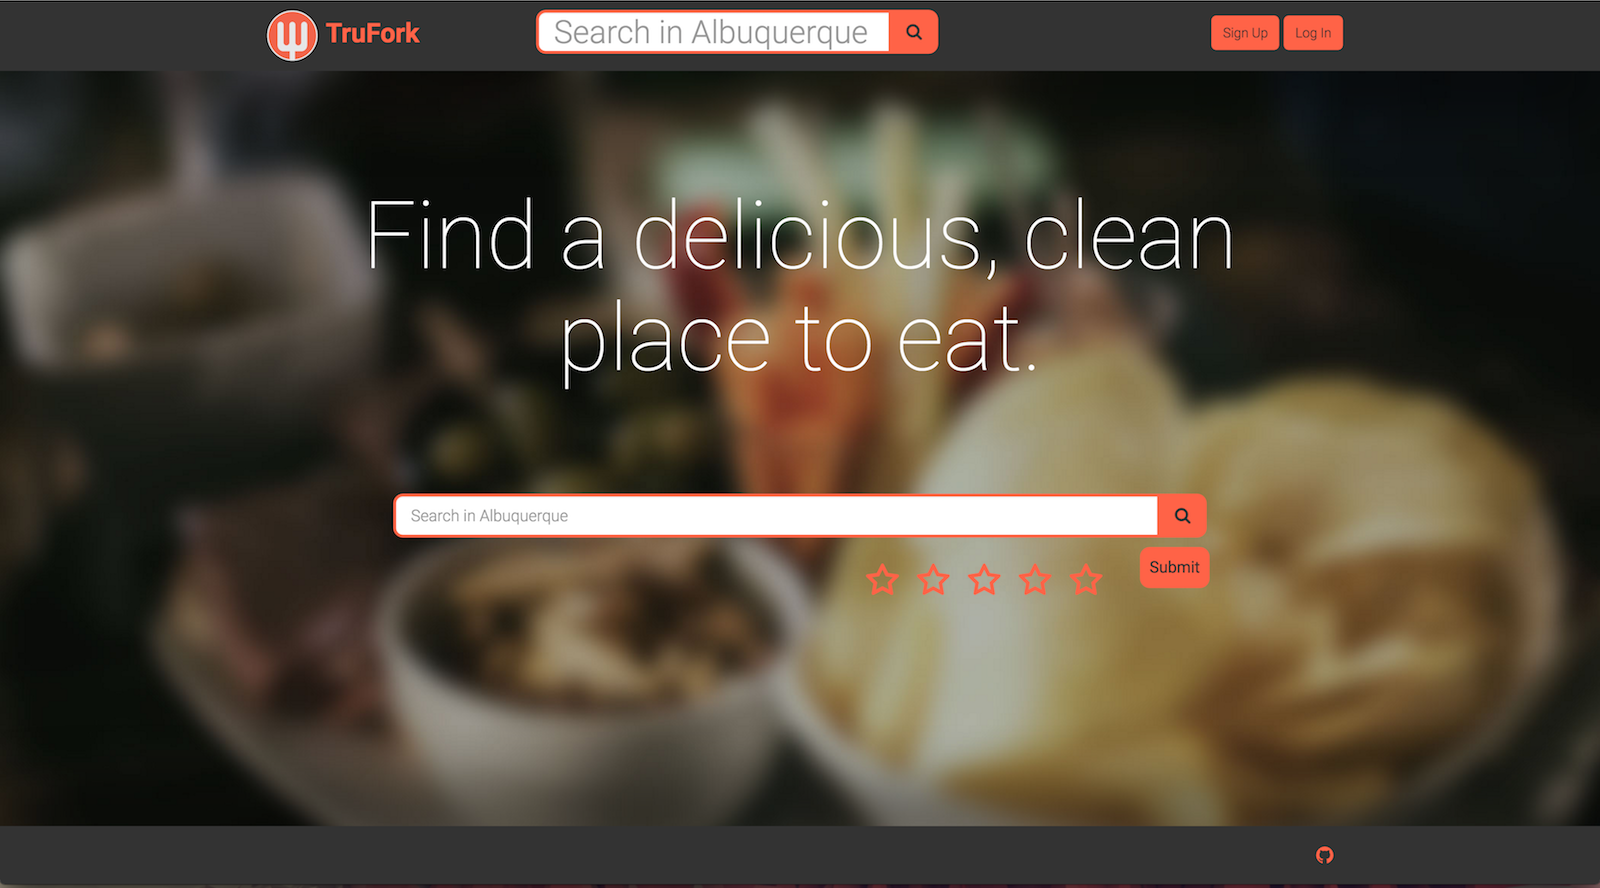 TruFork
Search in Albuquerque
Sign Up
Log In
Find a delicious, clean
place to eat.
Search in Albuquerque
Submit